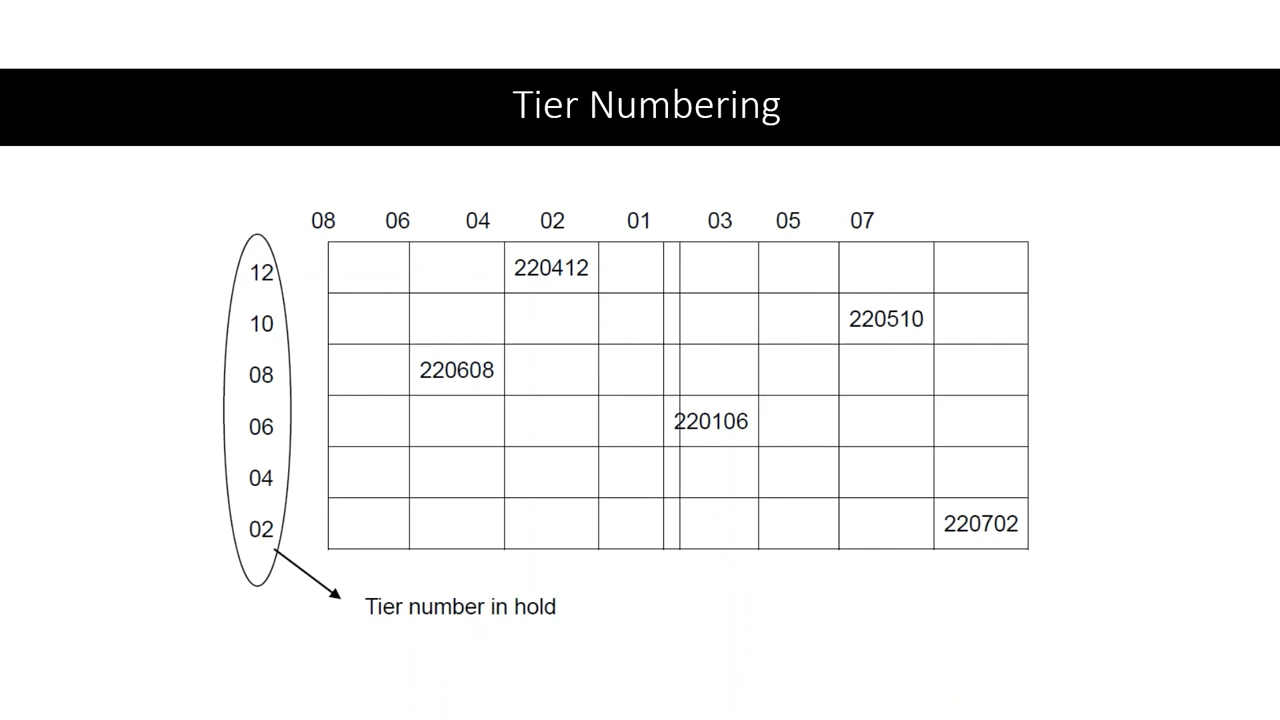 Tier Numbering
08 06 04 02 01 03 05 07
12 220412
10 220510
08 220608
06 220106
04
02 220702
Tier number in hold